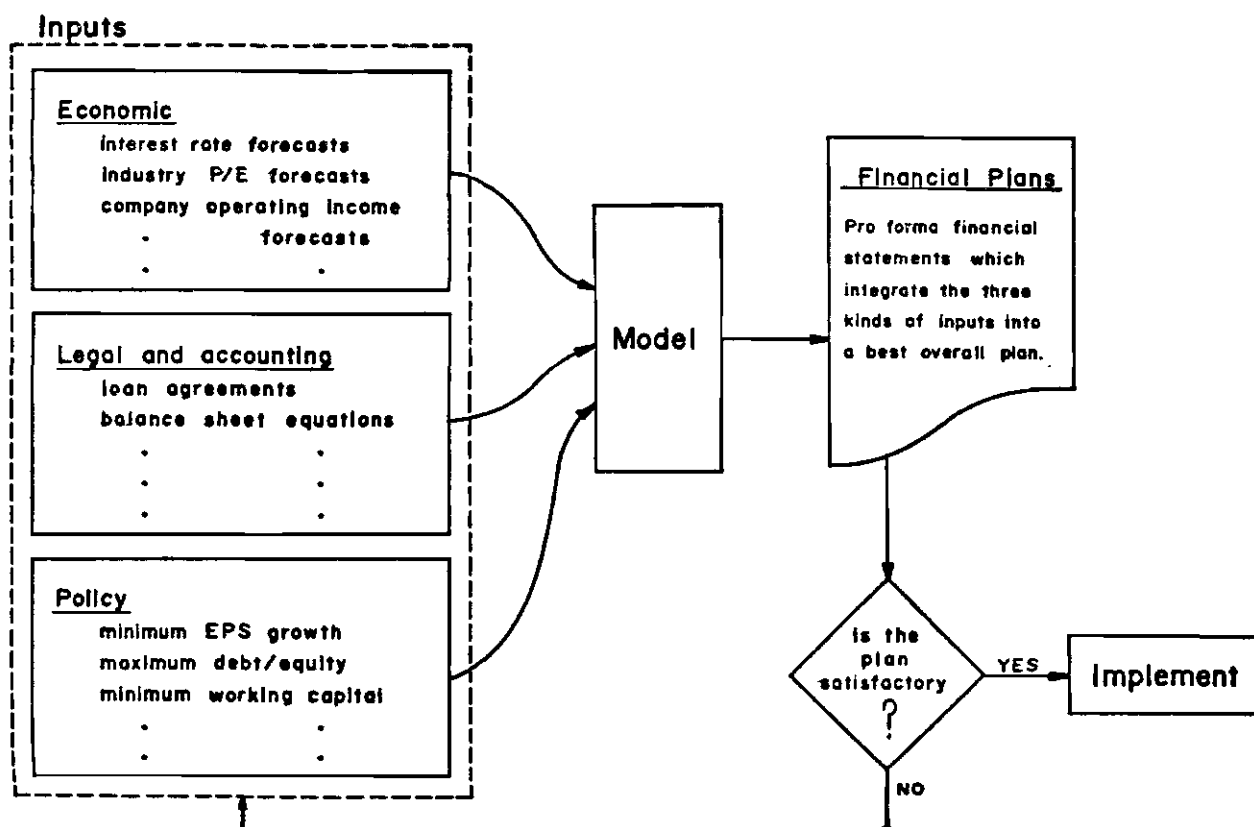 Inputs
Economic
interest rate forecasts
industry P/E forecasts
company operating income
forecasts
Legal and accounting
loan agreements
balance sheet equations
Policy
minimum EPS growth
maximum debt/equity
minimum working capital
Model
Financial Plans
Pro forma financial
statements which
integrate the three
kinds of inputs into
a best overall plan.
is the
plan
satisfactory
?
YES
Implement
NO